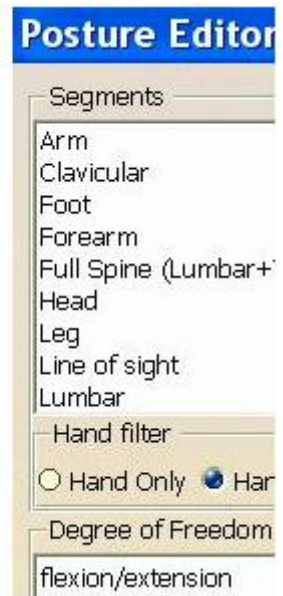 Posture Editor
Segments
Arm
Clavicular
Foot
Forearm
Full Spine (Lumbar+
Head
Leg
Line of sight
Lumbar
Hand filter
Hand Only Har
Degree of Freedom
flexion/extension